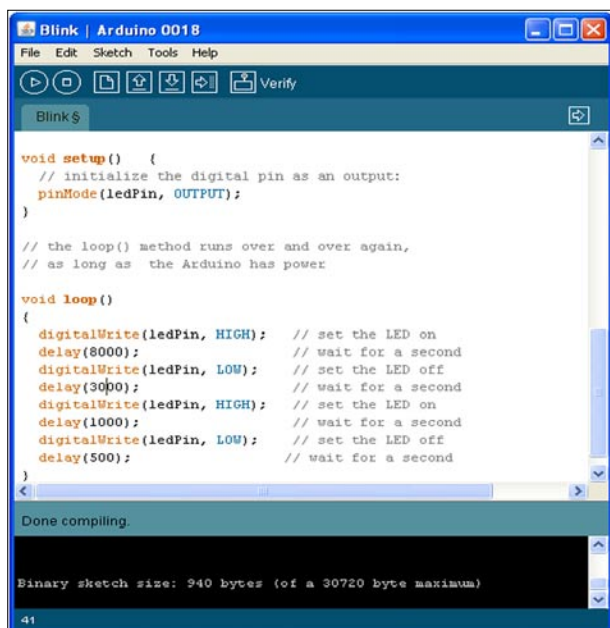 Blink | Arduino 0018
File Edit Sketch Tools Help
Verify
Blink §
void setup() {
// initialize the digital pin as an output:
pinMode(ledPin, OUTPUT);
}
// the loop() method runs over and over again,
// as long as the Arduino has power
void loop()
{
digitalWrite(ledPin, HIGH); // set the LED on
delay(8000); // wait for a second
digitalWrite(ledPin, LOW); // set the LED off
delay(3000); // wait for a second
digitalWrite(ledPin, HIGH); // set the LED on
delay(1000); // wait for a second
digitalWrite(ledPin, LOW); // set the LED off
delay(500); // wait for a second
}
Done compiling.
Binary sketch size: 940 bytes (of a 30720 byte maximum)
41